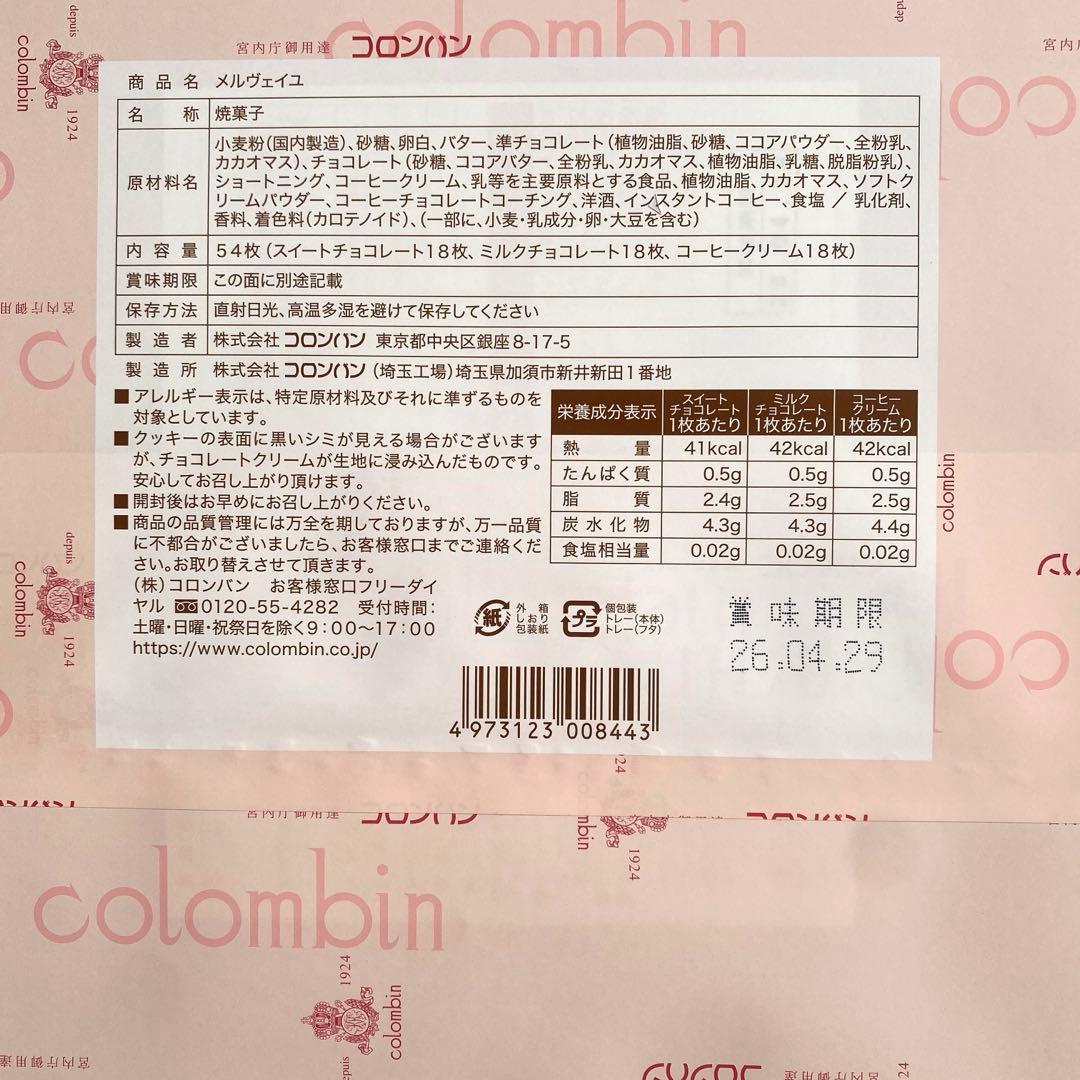 宮内庁御用達 コロンバン
商品名 メルヴェイユ
名称 焼菓子
原材料名 小麦粉(国内製造)、砂糖、卵白、バター、準チョコレート(植物油脂、砂糖、ココアパウダー、全粉乳、
カカオマス)、チョコレート(砂糖、ココアバター、全粉乳、カカオマス、植物油脂、乳糖、脱脂粉乳)、
ショートニング、コーヒークリーム、乳等を主要原料とする食品、植物油脂、カカオマス、ソフトク
リームパウダー、コーヒーチョコレートコーチング、洋酒、インスタントコーヒー、食塩 / 乳化剤、
香料、着色料(カロテノイド)、(一部に、小麦・乳成分・卵・大豆を含む)
内容量 54枚(スイートチョコレート18枚、ミルクチョコレート18枚、コーヒークリーム18枚)
賞味期限 この面に別途記載
保存方法 直射日光、高温多湿を避けて保存してください
製造者 株式会社 コロンバン 東京都中央区銀座8-17-5
製造所 株式会社 コロンバン (埼玉工場)埼玉県加須市新井新田1番地
■アレルギー表示は、特定原材料及びそれに準ずるものを
対象としています。
■クッキーの表面に黒いシミが見える場合がございます
が、チョコレートクリームが生地に浸み込んだものです。
安心してお召し上がり頂けます。
■開封後はお早めにお召し上がりください。
■商品の品質管理には万全を期しておりますが、万一品質
に不都合がございましたら、お客様窓口までご連絡くだ
さい。お取り替えさせて頂きます。
(株)コロンバン お客様窓口フリーダイ
ヤル 0120-55-4282 受付時間:
土曜・日曜・祝祭日を除く9:00〜17:00
https://www.colombin.co.jp/
栄養成分表示 スイートチョコレート1枚あたり ミルクチョコレート1枚あたり コーヒークリーム1枚あたり
熱量 41kcal 42kcal 42kcal
たんぱく質 0.5g 0.5g 0.5g
脂質 2.4g 2.5g 2.5g
炭水化物 4.3g 4.3g 4.4g
食塩相当量 0.02g 0.02g 0.02g
紙 外箱 しおり 包装紙
プラ 個包装 トレー(本体) トレー(フタ)
賞味期限
26.04.29
4 973123 008443
depuis
colombin
1924
colombin
depuis
colombin
1924
宮内庁御用達 コロンバン
1924
colombin
1924
colombin
宮内庁御用達